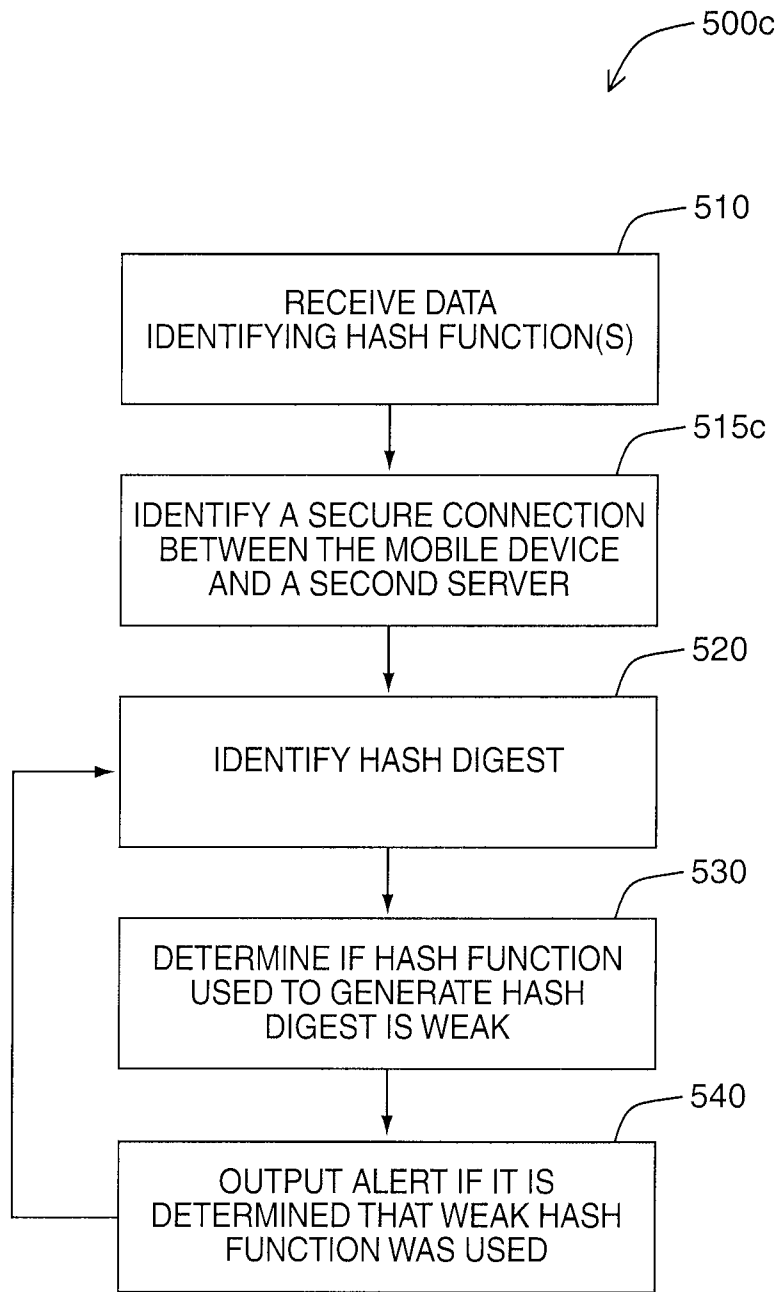 500c
510
RECEIVE DATA
IDENTIFYING HASH FUNCTION(S)
515c
IDENTIFY A SECURE CONNECTION
BETWEEN THE MOBILE DEVICE
AND A SECOND SERVER
520
IDENTIFY HASH DIGEST
530
DETERMINE IF HASH FUNCTION
USED TO GENERATE HASH
DIGEST IS WEAK
540
OUTPUT ALERT IF IT IS
DETERMINED THAT WEAK HASH
FUNCTION WAS USED